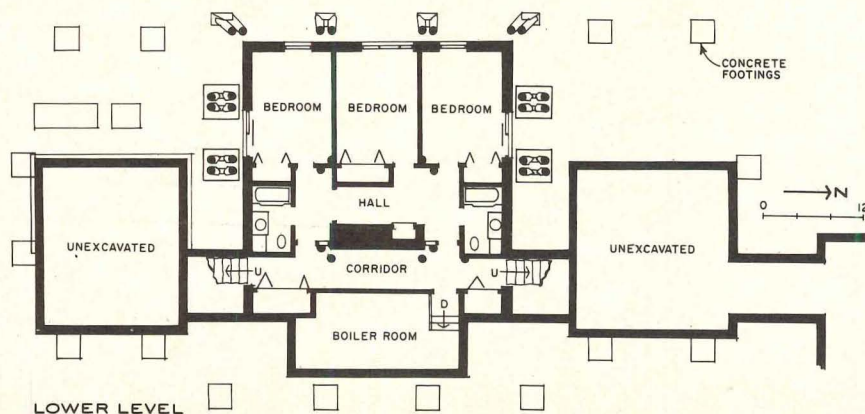 CONCRETE
FOOTINGS
BEDROOM
BEDROOM
BEDROOM
N
0 12
HALL
UNEXCAVATED
UNEXCAVATED
U
CORRIDOR
U
D
BOILER ROOM
LOWER LEVEL